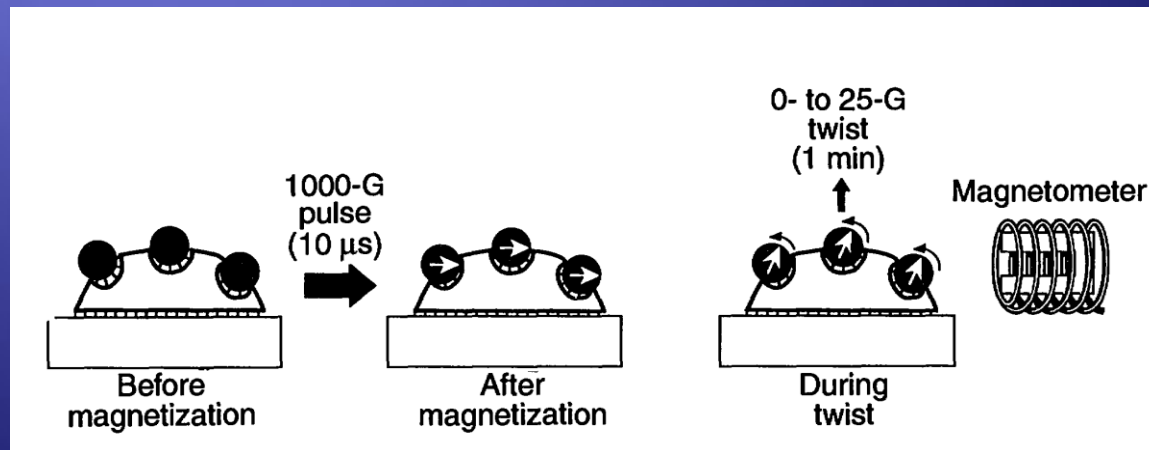 1000-G
pulse
(10 μs)
0- to 25-G
twist
(1 min)
Magnetometer
Before
magnetization
After
magnetization
During
twist